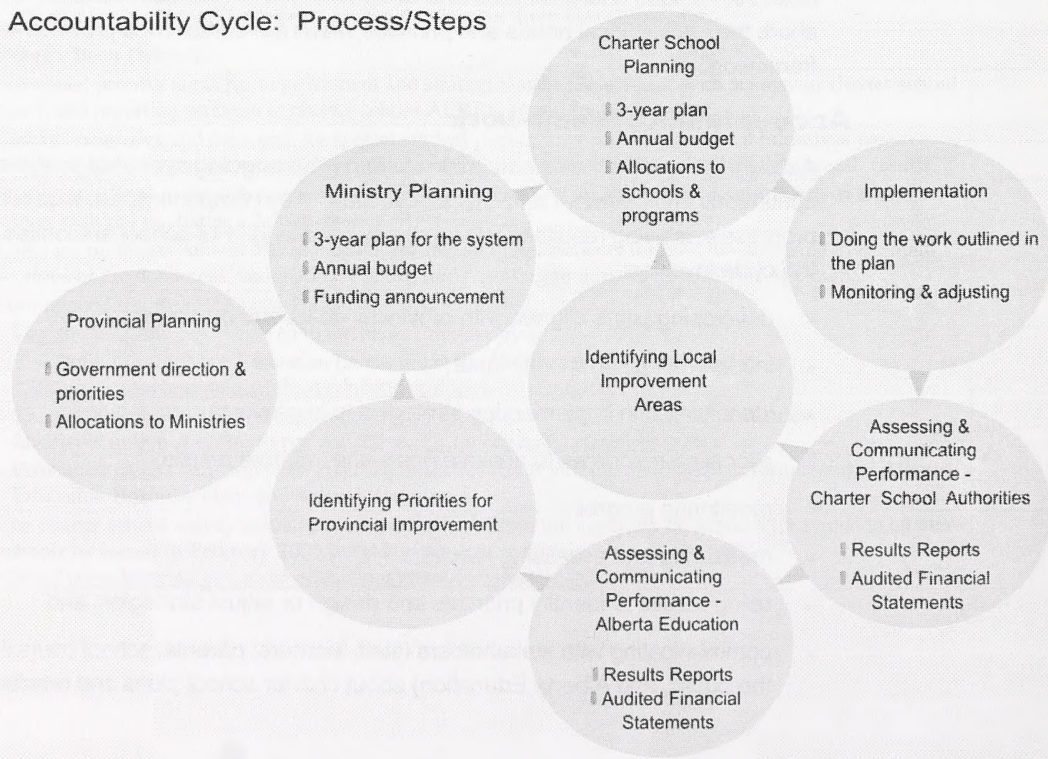 Accountability Cycle: Process/Steps
Charter School
Planning
3-year plan
Annual budget
Allocations to
schools &
programs
Ministry Planning
3-year plan for the system
Annual budget
Funding announcement
Implementation
Doing the work outlined in
the plan
Monitoring & adjusting
Provincial Planning
Government direction &
priorities
Allocations to Ministries
Identifying Local
Improvement
Areas
Assessing &
Communicating
Performance -
Charter School Authorities
Results Reports
Audited Financial
Statements
Identifying Priorities for
Provincial Improvement
Assessing &
Communicating
Performance -
Alberta Education
Results Reports
Audited Financial
Statements